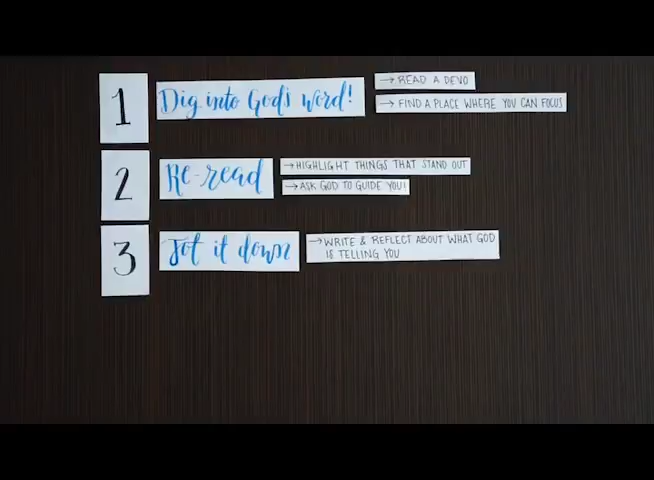 1 Dig into God's word! → READ A DEVO
→ FIND A PLACE WHERE YOU CAN FOCUS
2 Re-read → HIGHLIGHT THINGS THAT STAND OUT
→ ASK GOD TO GUIDE YOU!
3 Jot it down → WRITE & REFLECT ABOUT WHAT GOD
IS TELLING YOU